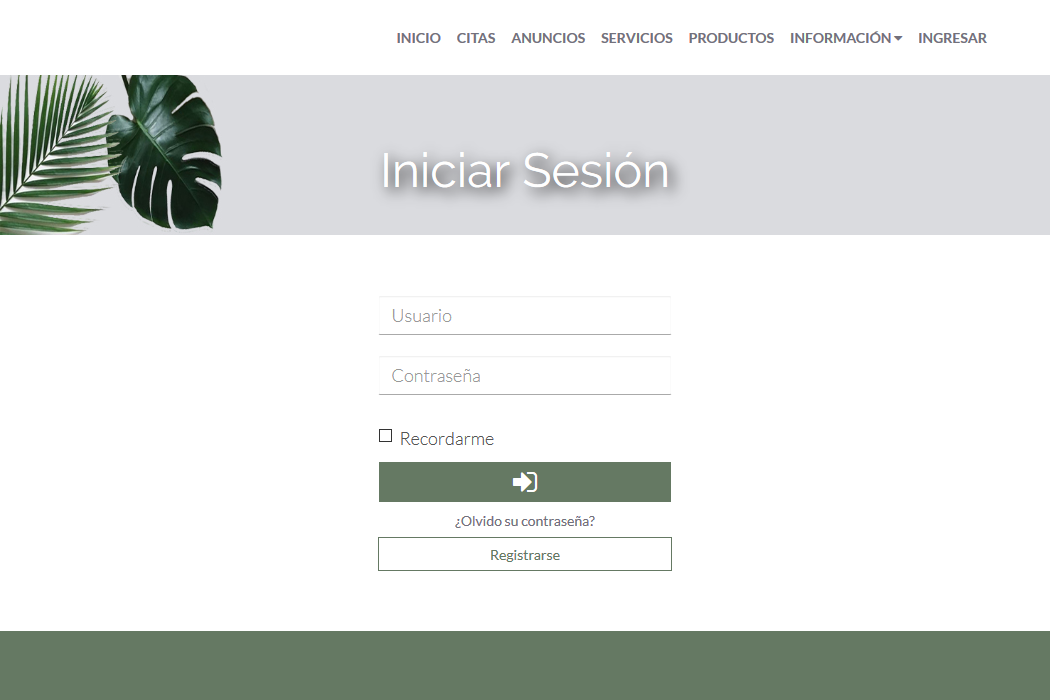 INICIO CITAS ANUNCIOS SERVICIOS PRODUCTOS INFORMACIÓN INGRESAR
Iniciar Sesión
Usuario
Contraseña
Recordarme
¿Olvido su contraseña?
Registrarse